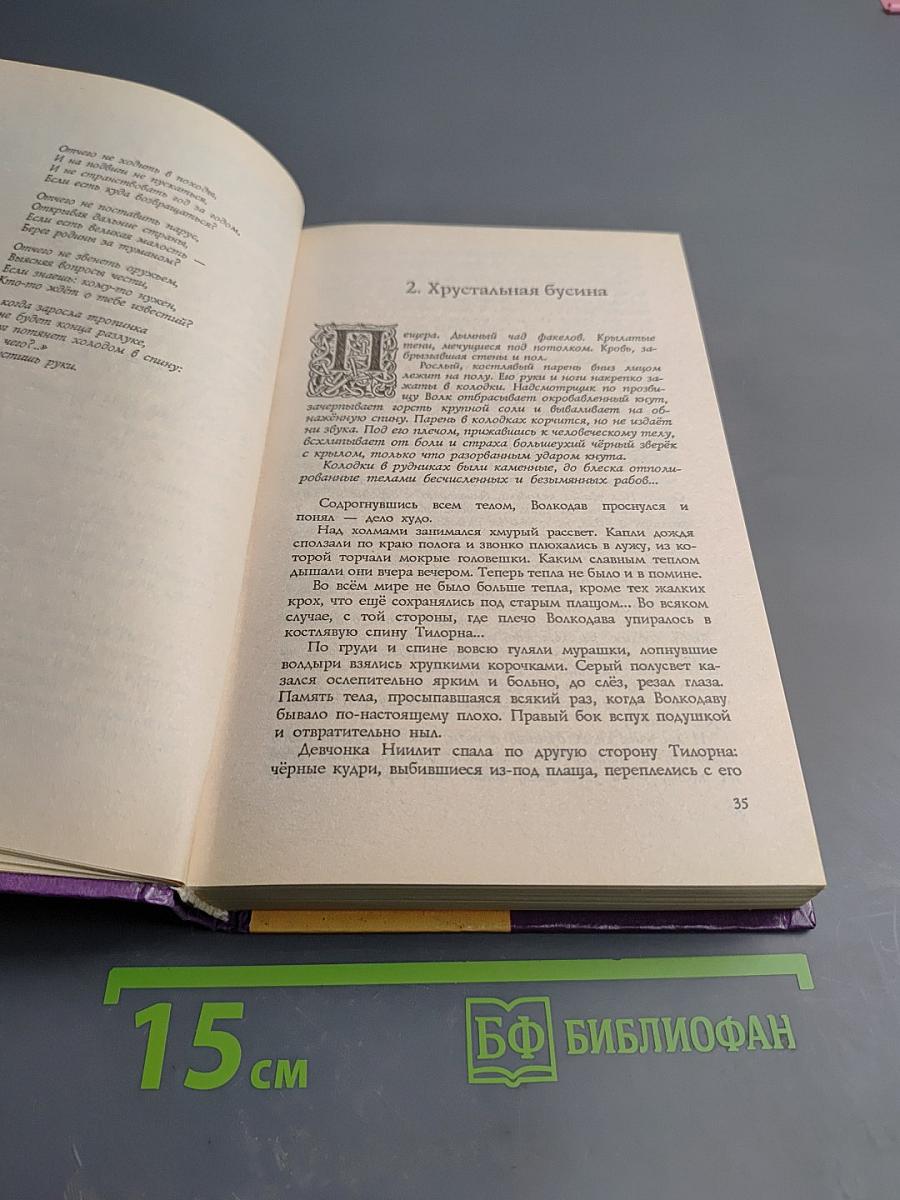 Отчего не ходить в походы,
И на подвиги не пускаться,
И не странствовать год за годом,
Если есть куда возвращаться?
Отчего не поставить парус,
Открывая дальние страны,
Если есть великая малость —
Берег родины за туманом?
Отчего не звенеть оружьем,
Выясняя вопросы чести,
Если знаешь: кому-то нужен,
Кто-то ждёт о тебе известий?
когда заросла тропинка
не будет конца разлуке,
потянет холодом в спину:
чего?..»
стишь руки.
2. Хрустальная бусина
Пещера. Дымный чад факелов. Крылатые
тени, мечущиеся под потолком. Кровь, за-
брызгавшая стены и пол.
Рослый, костлявый парень вниз лицом
лежит на полу. Его руки и ноги накрепко за-
жаты в колодки. Надсмотрщик по прозви-
щу Волк отбрасывает окровавленный кнут,
зачерпывает горсть крупной соли и вываливает на об-
нажённую спину. Парень в колодках корчится, но не издаёт
ни звука. Под его плечом, прижавшись к человеческому телу,
всхлипывает от боли и страха большеухий чёрный зверёк
с крылом, только что разорванным ударом кнута.
Колодки в рудниках были каменные, до блеска отполи-
рованные телами бесчисленных и безымянных рабов...
Содрогнувшись всем телом, Волкодав проснулся и
понял — дело худо.
Над холмами занимался хмурый рассвет. Капли дождя
сползали по краю полога и звонко плюхались в лужу, из ко-
торой торчали мокрые головешки. Каким славным теплом
дышали они вчера вечером. Теперь тепла не было и в помине.
Во всём мире не было больше тепла, кроме тех жалких
крох, что ещё сохранялись под старым плащом... Во всяком
случае, с той стороны, где плечо Волкодава упиралось в
костлявую спину Тилорна...
По груди и спине вовсю гуляли мурашки, лопнувшие
волдыри взялись хрупкими корочками. Серый полусвет ка-
зался ослепительно ярким и больно, до слёз, резал глаза.
Память тела, просыпавшаяся всякий раз, когда Волкодаву
бывало по-настоящему плохо. Правый бок вспух подушкой
и отвратительно ныл.
Девчонка Ниилит спала по другую сторону Тилорна:
чёрные кудри, выбившиеся из-под плаща, переплелись с его
35
15 см
БФ БИБЛИОФАН